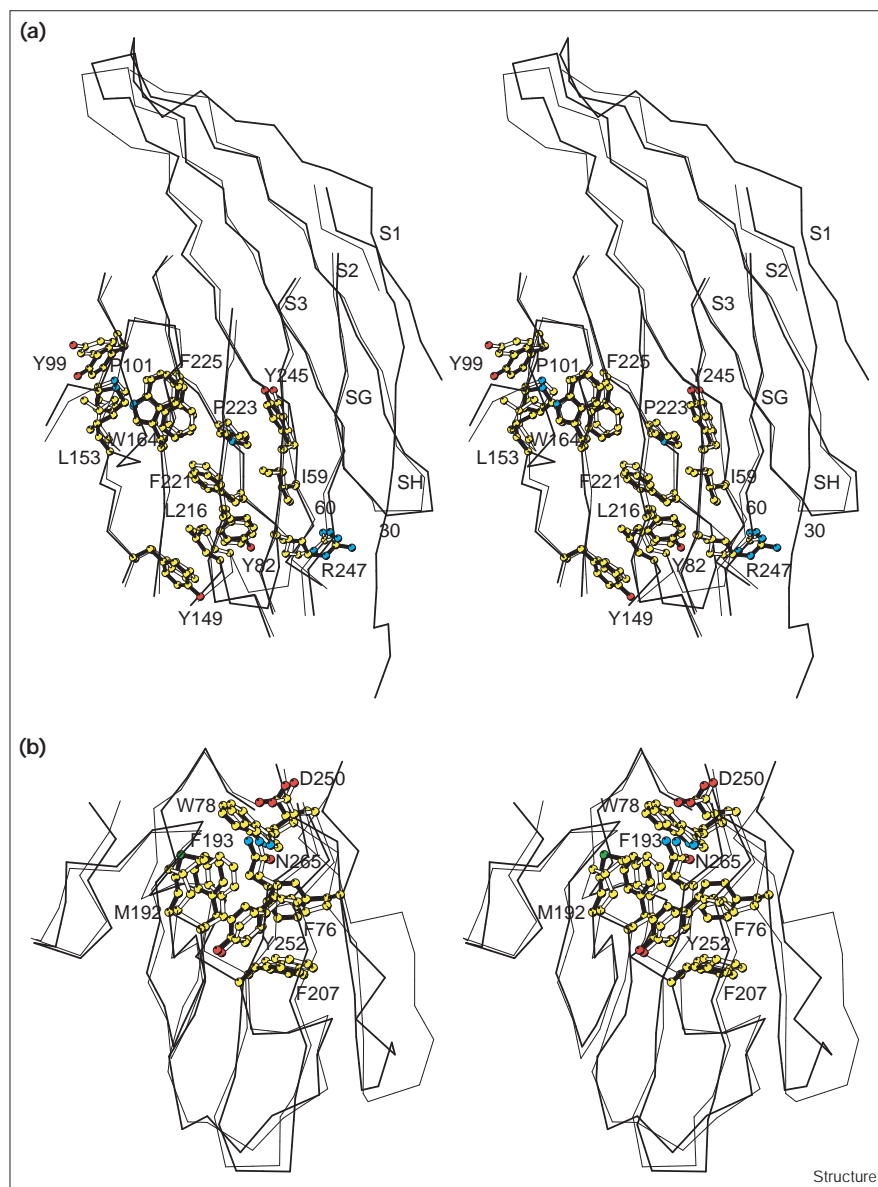 (a)
S1
S2
S3
Y99
P101
F225
Y245
SG
P223
W164
L153
F221
I59
SH
L216
60
30
Y82
R247
Y149
S1
S2
S3
Y99
P101
F225
Y245
SG
P223
W164
L153
F221
I59
SH
L216
60
30
Y82
R247
Y149
(b)
D250
W78
F193
N265
M192
F76
Y252
F207
D250
W78
F193
N265
M192
F76
Y252
F207
Structure